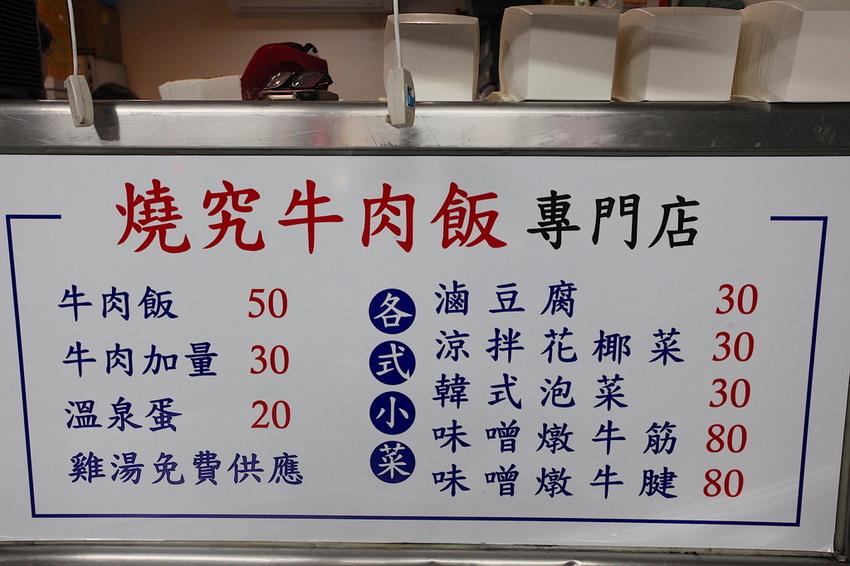 燒究牛肉飯 專門店
牛肉飯 50
牛肉加量 30
溫泉蛋 20
雞湯免費供應
各式小菜
滷豆腐 30
涼拌花椰菜 30
韓式泡菜 30
味噌燉牛筋 80
味噌燉牛腱 80